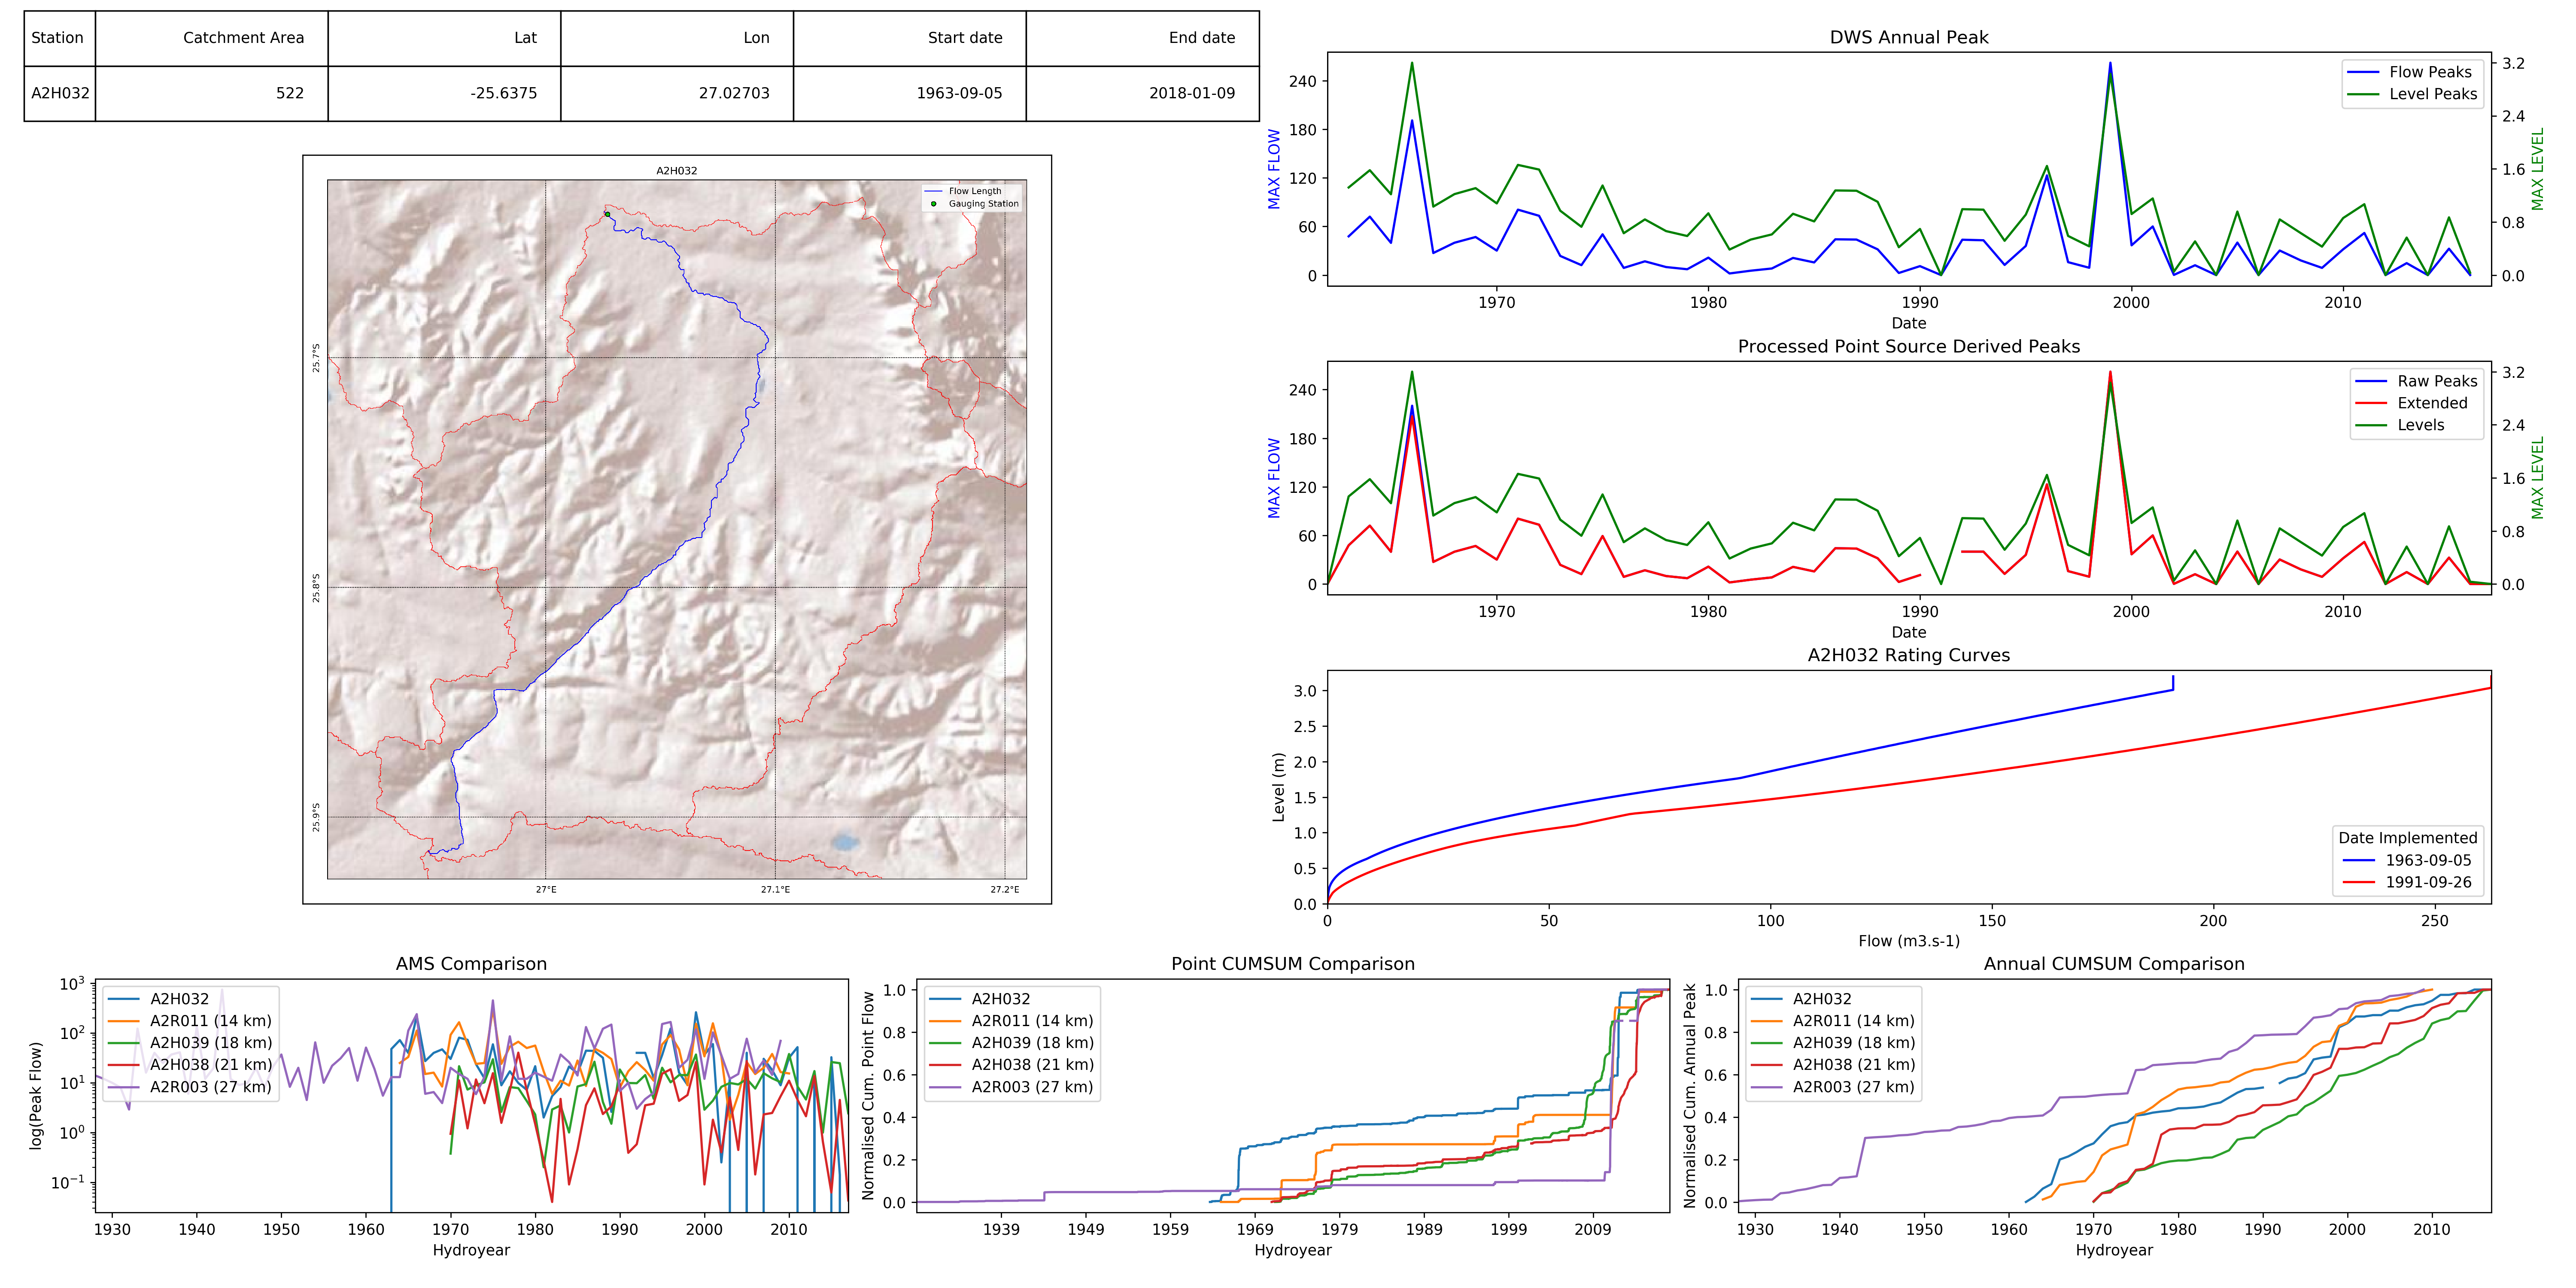 Station Catchment Area Lat Lon Start date End date
A2H032 522 -25.6375 27.02703 1963-09-05 2018-01-09
A2H032
Flow Length
Gauging Station
25.7°S
25.8°S
25.9°S
27°E 27.1°E 27.2°E
DWS Annual Peak
Flow Peaks
Level Peaks
MAX FLOW
240
180
120
60
0
MAX LEVEL
3.2
2.4
1.6
0.8
0.0
1970 1980 1990 2000 2010
Date
Processed Point Source Derived Peaks
Raw Peaks
Extended
Levels
MAX FLOW
240
180
120
60
0
MAX LEVEL
3.2
2.4
1.6
0.8
0.0
1970 1980 1990 2000 2010
Date
A2H032 Rating Curves
Level (m)
3.0
2.5
2.0
1.5
1.0
0.5
0.0
Date Implemented
1963-09-05
1991-09-26
0 50 100 150 200 250
Flow (m3.s-1)
AMS Comparison
log(Peak Flow)
10³
10²
10¹
10⁰
10⁻¹
A2H032
A2R011 (14 km)
A2H039 (18 km)
A2H038 (21 km)
A2R003 (27 km)
1930 1940 1950 1960 1970 1980 1990 2000 2010
Hydroyear
Point CUMSUM Comparison
Normalised Cum. Point Flow
1.0
0.8
0.6
0.4
0.2
0.0
A2H032
A2R011 (14 km)
A2H039 (18 km)
A2H038 (21 km)
A2R003 (27 km)
1939 1949 1959 1969 1979 1989 1999 2009
Hydroyear
Annual CUMSUM Comparison
Normalised Cum. Annual Peak
1.0
0.8
0.6
0.4
0.2
0.0
A2H032
A2R011 (14 km)
A2H039 (18 km)
A2H038 (21 km)
A2R003 (27 km)
1930 1940 1950 1960 1970 1980 1990 2000 2010
Hydroyear